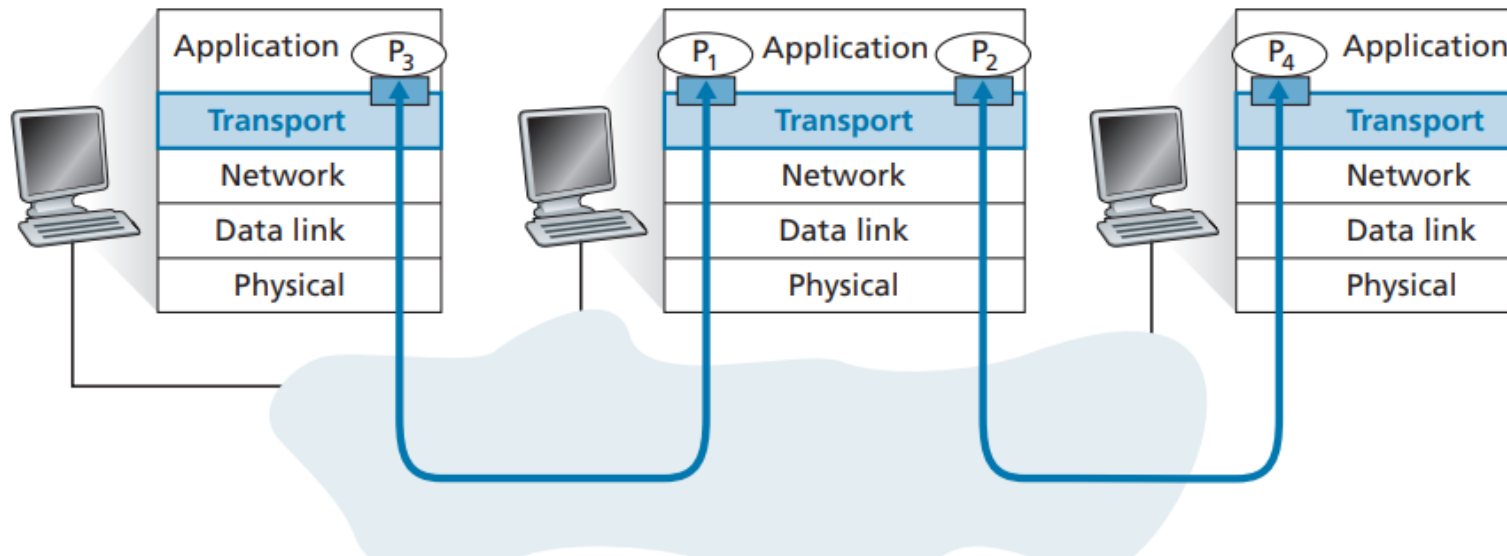 Application P₃
Transport
Network
Data link
Physical
P₁ Application P₂
Transport
Network
Data link
Physical
P₄ Application
Transport
Network
Data link
Physical